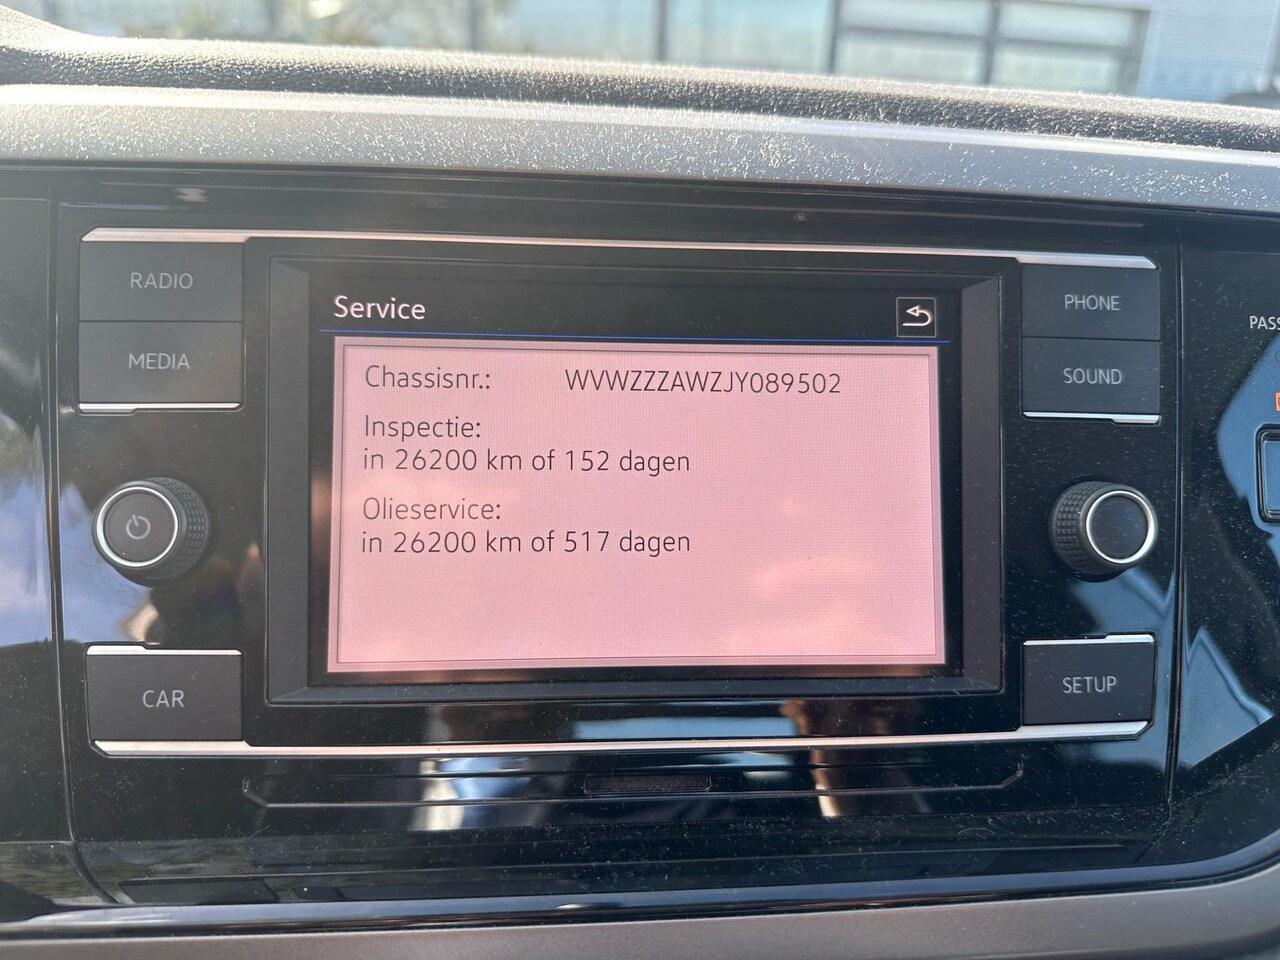 RADIO
MEDIA
CAR
Service
Chassisnr.: WVWZZZAWZJY089502
Inspectie:
in 26200 km of 152 dagen
Olieservice:
in 26200 km of 517 dagen
PHONE
SOUND
SETUP
PASS